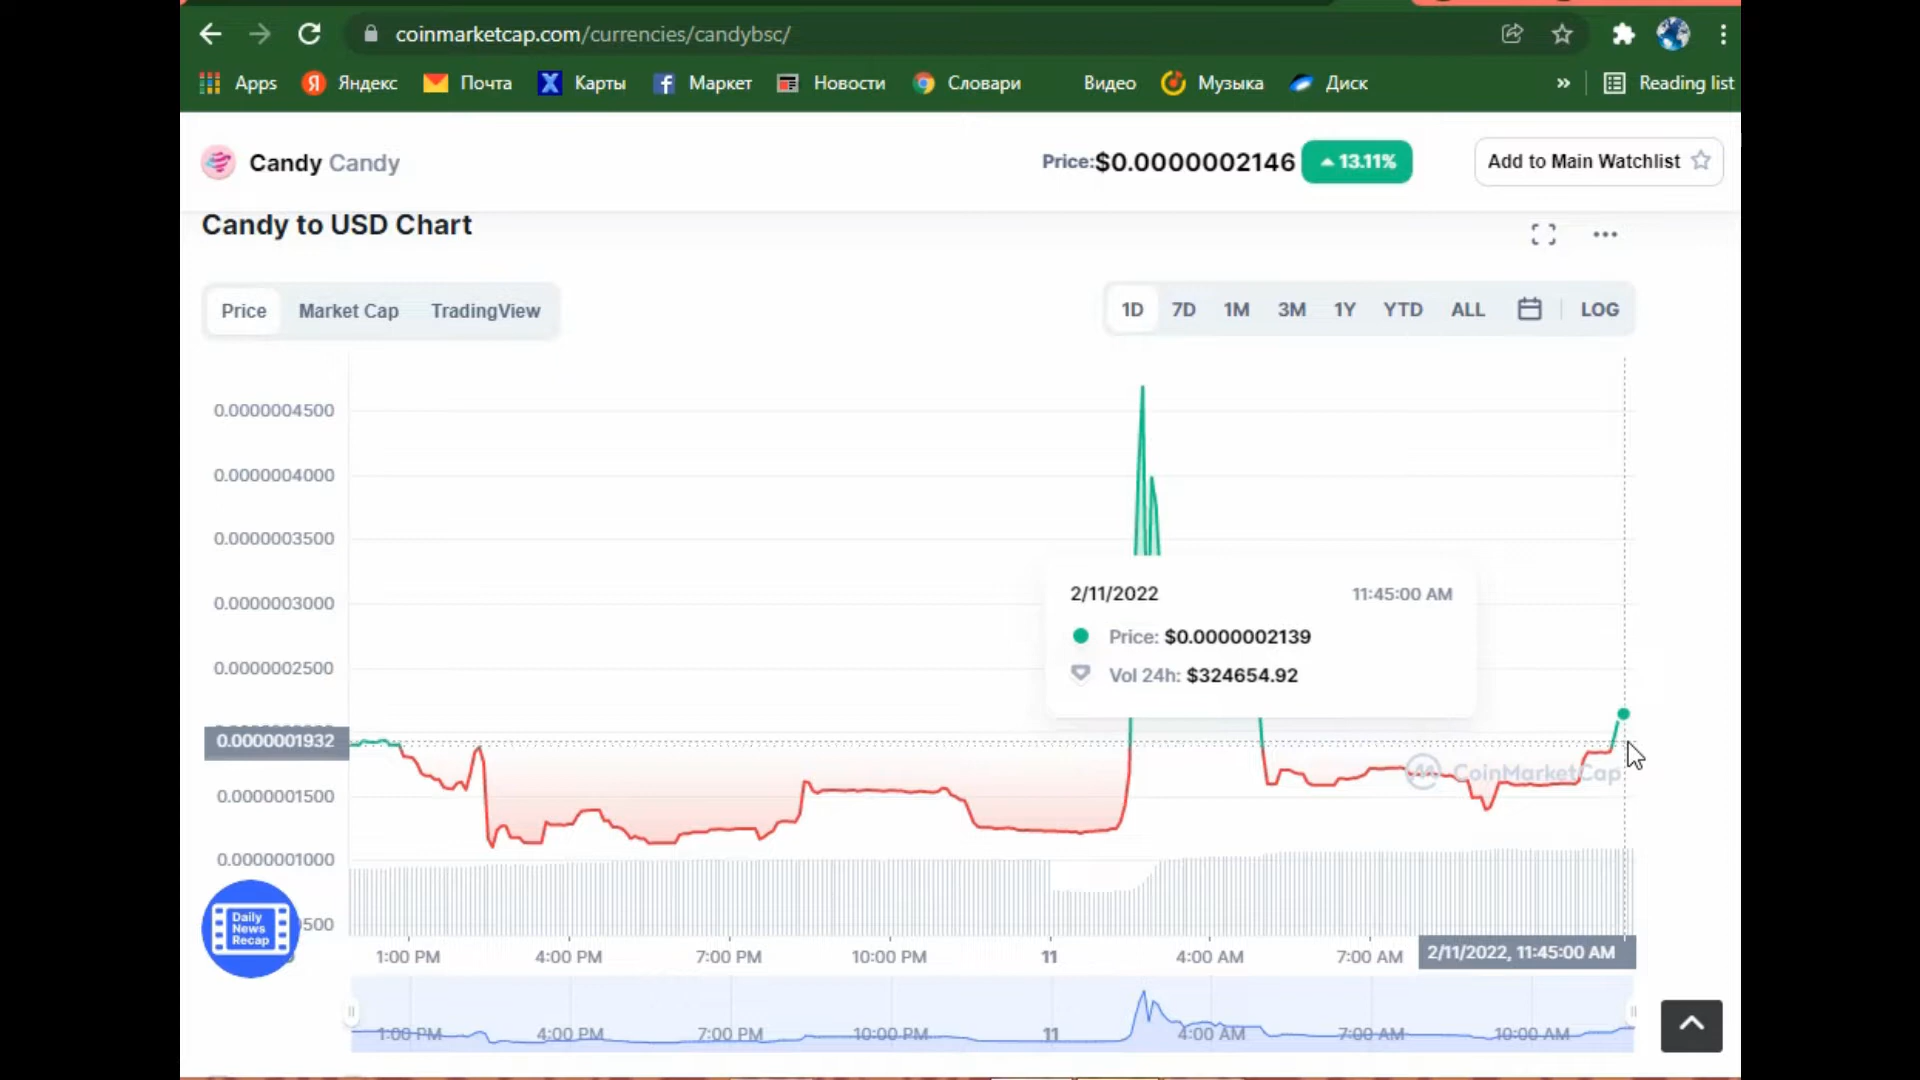 coinmarketcap.com/currencies/candybsc/
Apps Яндекс Почта Карты Маркет Новости Словари Видео Музыка Диск » Reading list
Candy Candy
Price:$0.0000002146 13.11%
Add to Main Watchlist
Candy to USD Chart
Price Market Cap TradingView
1D 7D 1M 3M 1Y YTD ALL LOG
0.0000004500
0.0000004000
0.0000003500
0.0000003000
0.0000002500
0.0000001932
0.0000001500
0.0000001000
500
2/11/2022 11:45:00 AM
Price: $0.0000002139
Vol 24h: $324654.92
CoinMarketCap
Daily
News
Recap
1:00 PM 4:00 PM 7:00 PM 10:00 PM 11 4:00 AM 7:00 AM 2/11/2022, 11:45:00 AM
1:00 PM 4:00 PM 7:00 PM 10:00 PM 11 4:00 AM 7:00 AM 10:00 AM